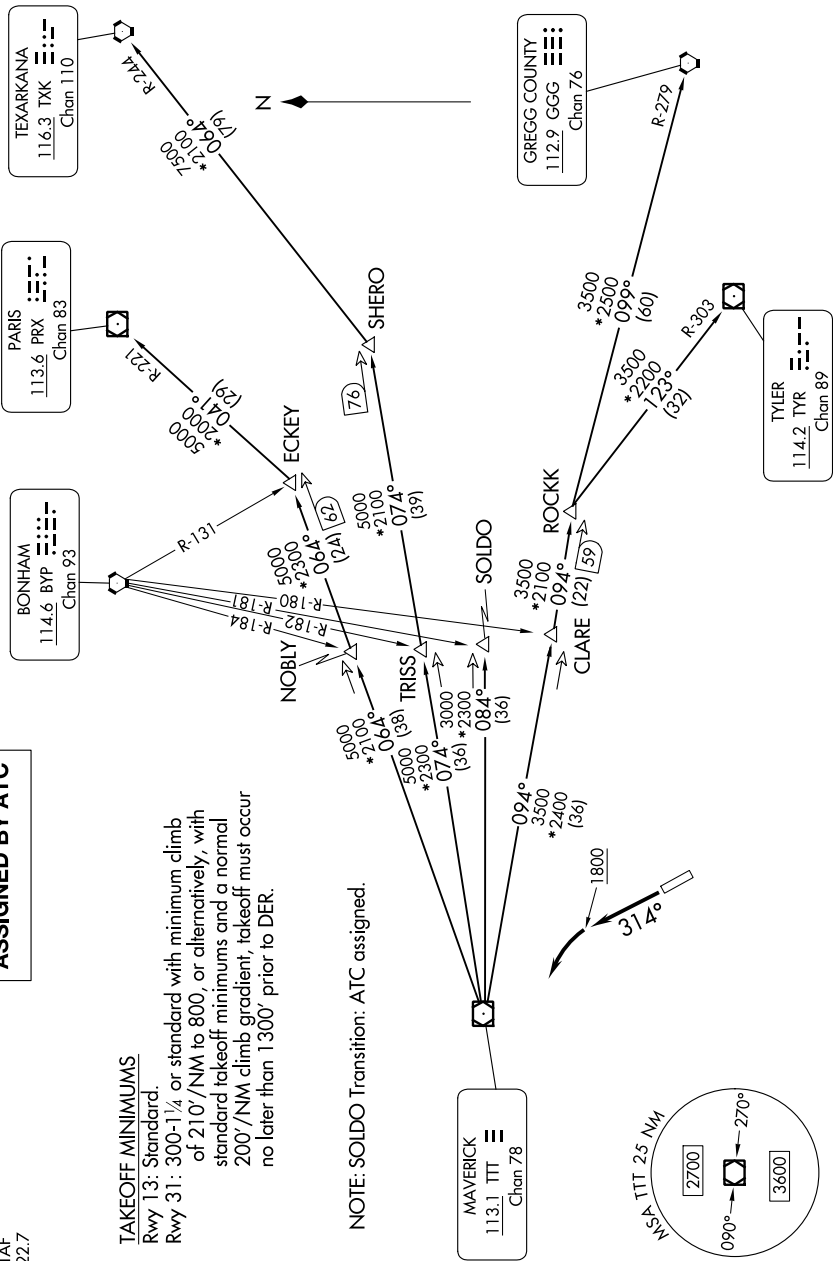 ASSIGNED BY ATC
22.7
TAKEOFF MINIMUMS
Rwy 13: Standard.
Rwy 31: 300-1¼ or standard with minimum climb
of 210'/NM to 800, or alternatively, with
standard takeoff minimums and a normal
200'/NM climb gradient, takeoff must occur
no later than 1300' prior to DER.
NOTE: SOLDO Transition: ATC assigned.
TEXARKANA
116.3 TXK
Chan 110
R-244
7500
*2100
064°
(79)
N
PARIS
113.6 PRX
Chan 83
R-221
5000
*2000
041°
(29)
BONHAM
114.6 BYP
Chan 93
R-131
R-180
R-181
R-182
R-184
ECKEY
SHERO
76
62
5000
*2300
064°
(24)
5000
*2100
074°
(39)
NOBLY
TRISS
SOLDO
CLARE
ROCKK
5000
*2100
064°
(38)
5000
*2300
074°
(36)
3000
*2300
084°
(36)
094°
3500
*2400
(36)
3500
*2100
094°
(22)
59
3500
*2500
099°
(60)
R-279
GREGG COUNTY
112.9 GGG
Chan 76
3500
*2200
123°
(32)
R-303
TYLER
114.2 TYR
Chan 89
MAVERICK
113.1 TTT
Chan 78
1800
314°
MSA TTT 25 NM
2700
090°
270°
3600